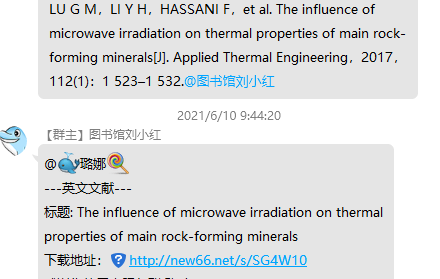 LU G M，LI Y H，HASSANI F，et al. The influence of
microwave irradiation on thermal properties of main rock-
forming minerals[J]. Applied Thermal Engineering，2017，
112(1)：1 523–1 532.@图书馆刘小红
2021/6/10 9:44:20
【群主】图书馆刘小红
@🐳璐娜🍭
---英文文献---
标题: The influence of microwave irradiation on thermal
properties of main rock-forming minerals
下载地址： http://new66.net/s/SG4W10